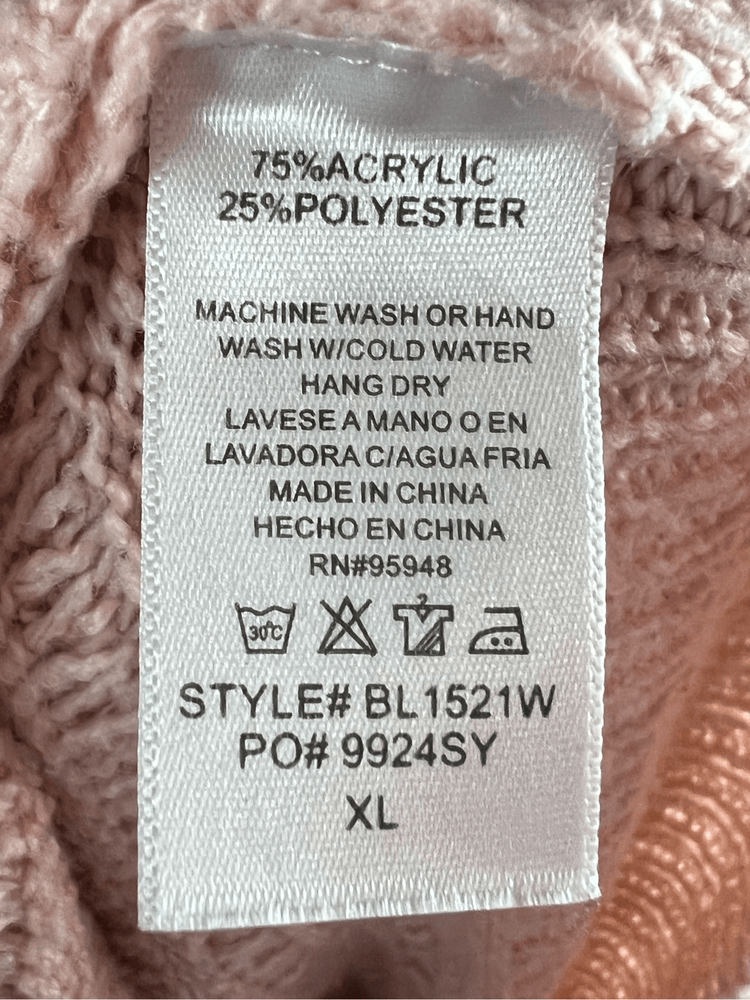 75%ACRYLIC
25%POLYESTER
MACHINE WASH OR HAND
WASH W/COLD WATER
HANG DRY
LAVESE A MANO O EN
LAVADORA C/AGUA FRIA
MADE IN CHINA
HECHO EN CHINA
RN#95948
30℃
STYLE# BL1521W
PO# 9924SY
XL